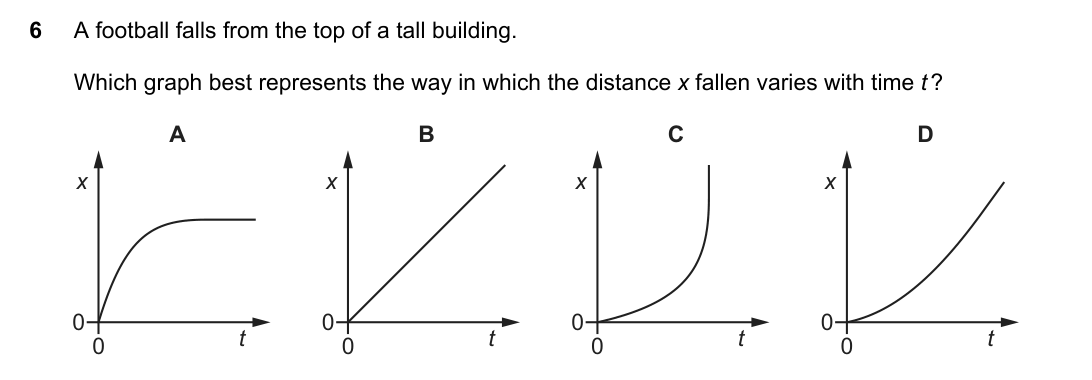 6 A football falls from the top of a tall building.
Which graph best represents the way in which the distance x fallen varies with time t?
A B C D
x x x x
0 0 0 0
t t t t
0 0 0 0